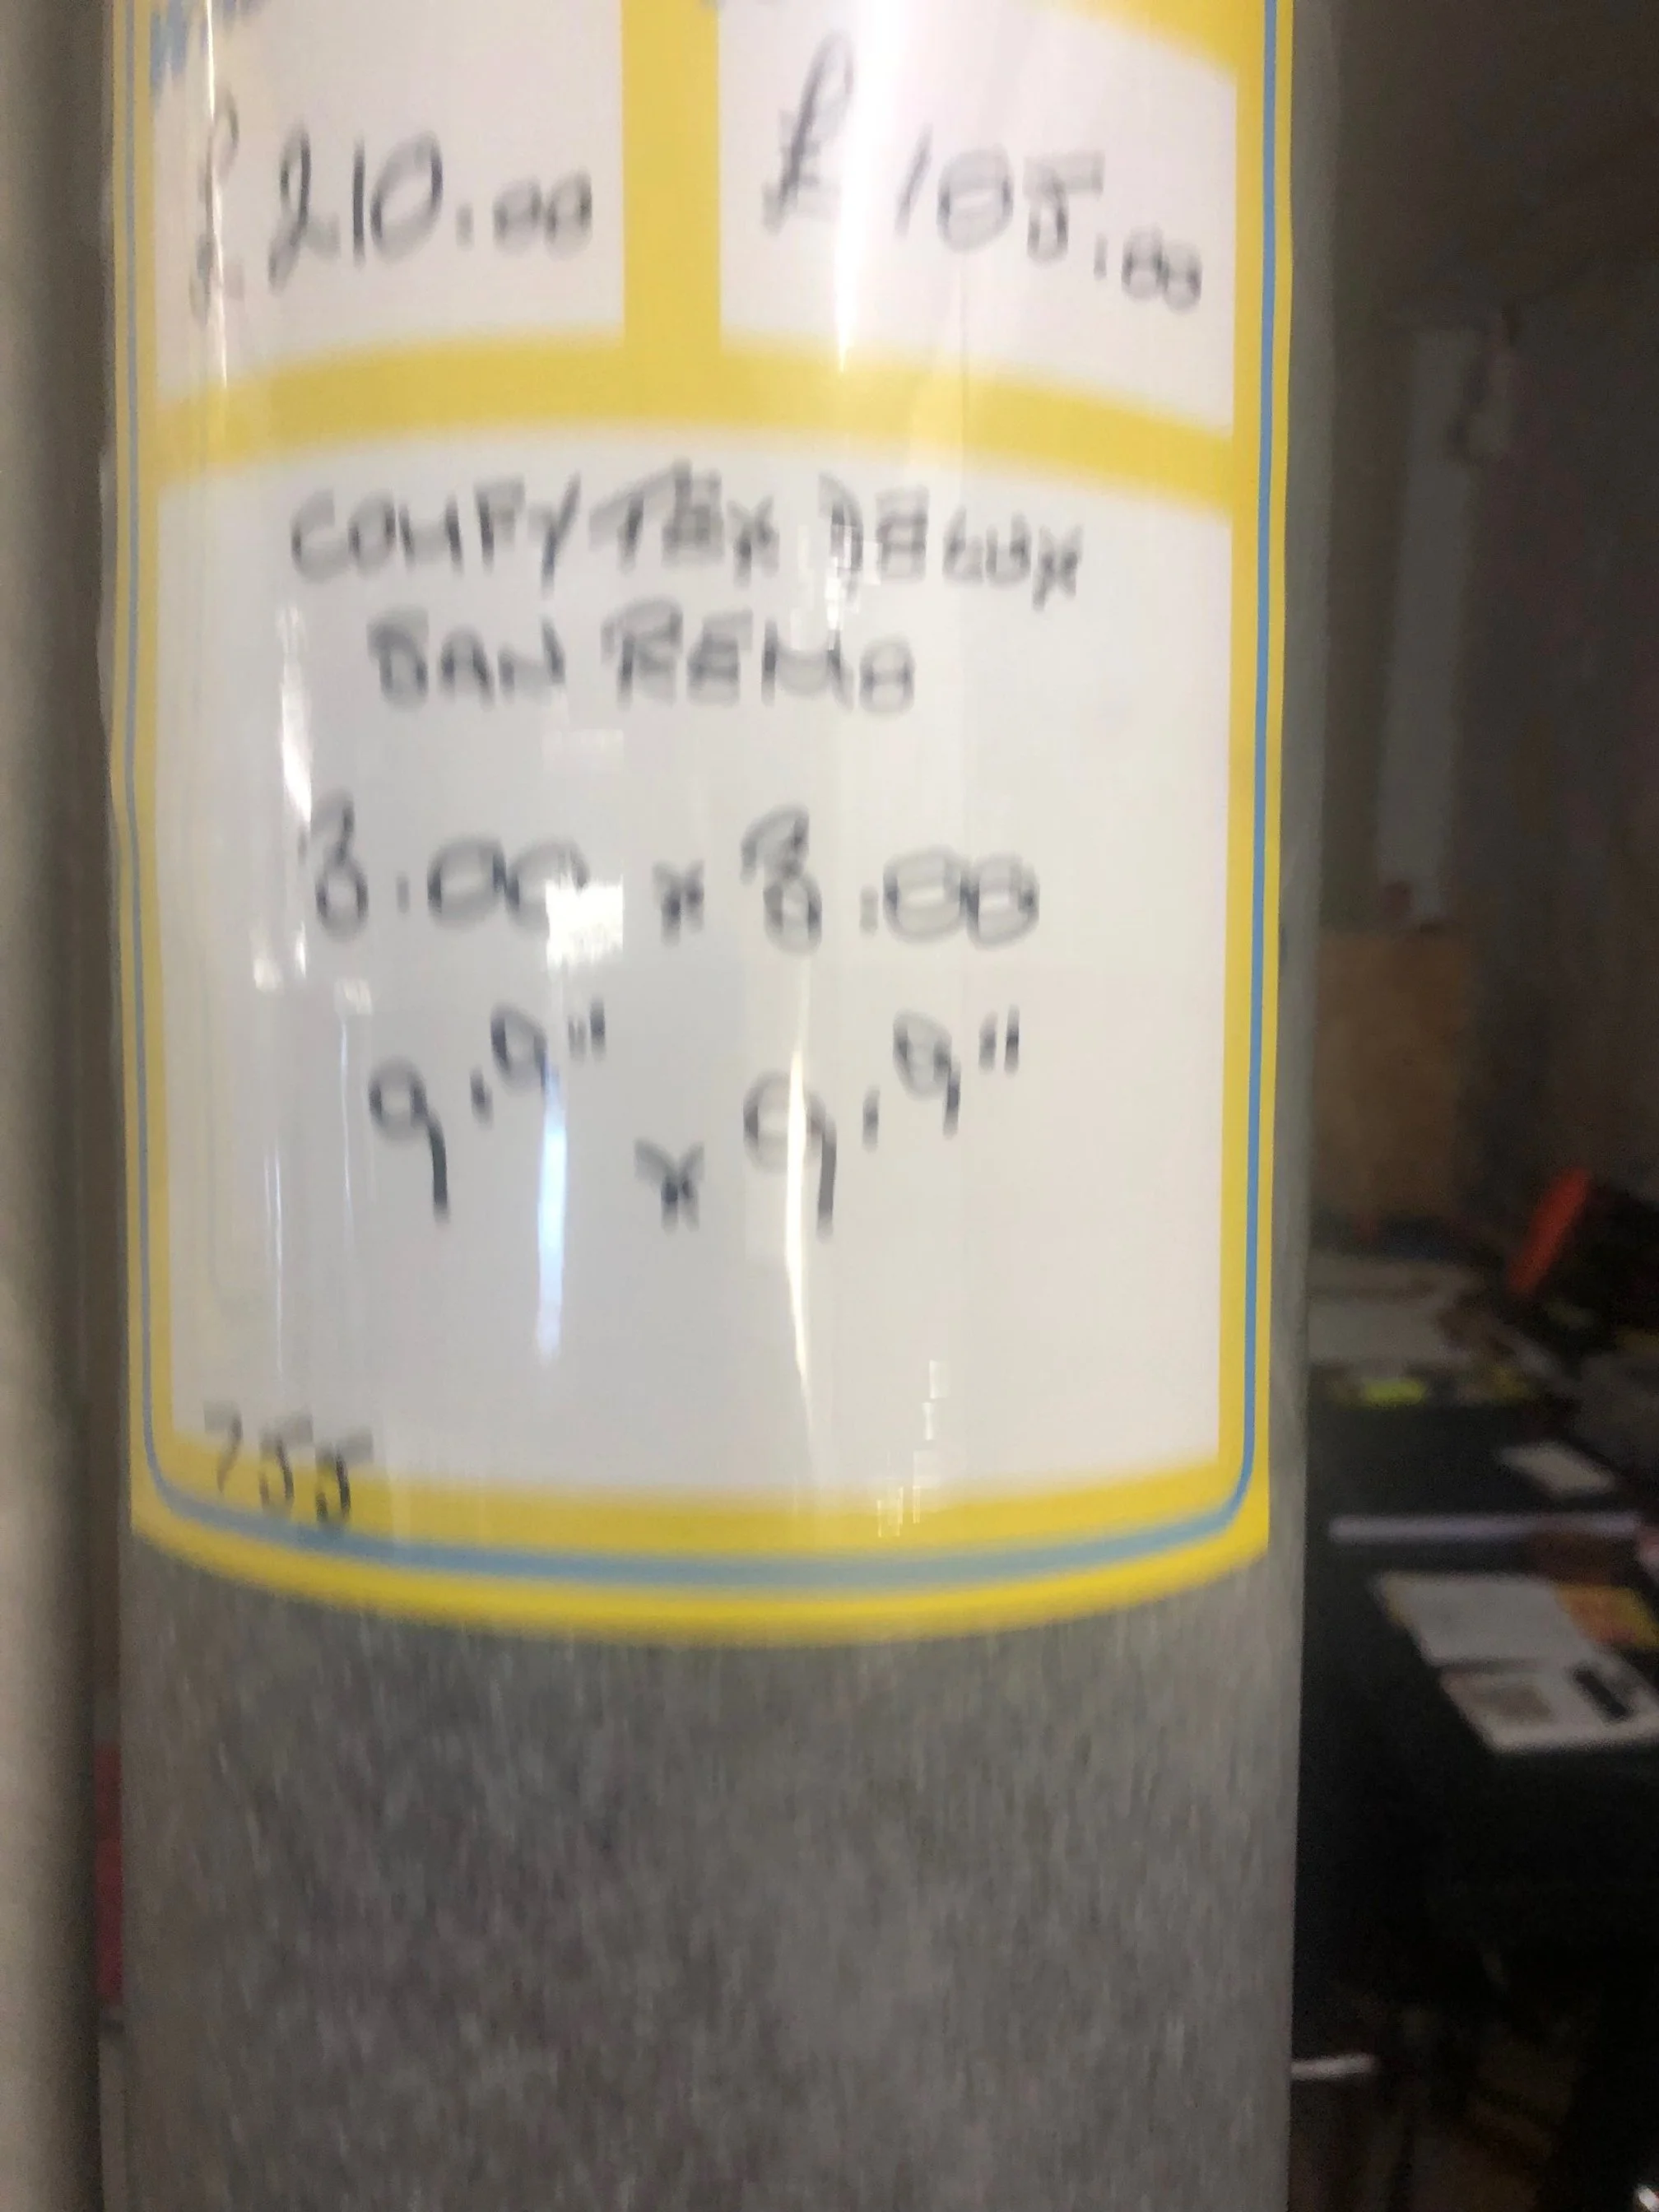 £210.00
£105.00
COMFYTEX DELUX
SAN REMO
3.00 x 3.00
9.9" x 9.9"
755